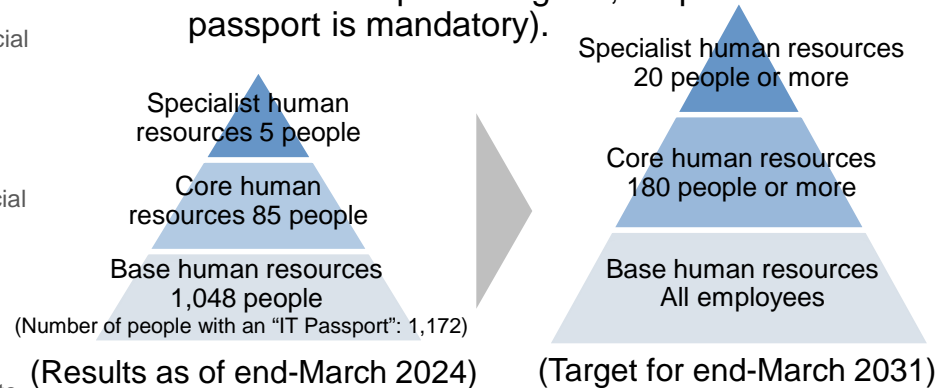 passport is mandatory).
Specialist human
resources 5 people
Core human
resources 85 people
Base human resources
1,048 people
(Number of people with an “IT Passport”: 1,172)
(Results as of end-March 2024)
Specialist human resources
20 people or more
Core human resources
180 people or more
Base human resources
All employees
(Target for end-March 2031)